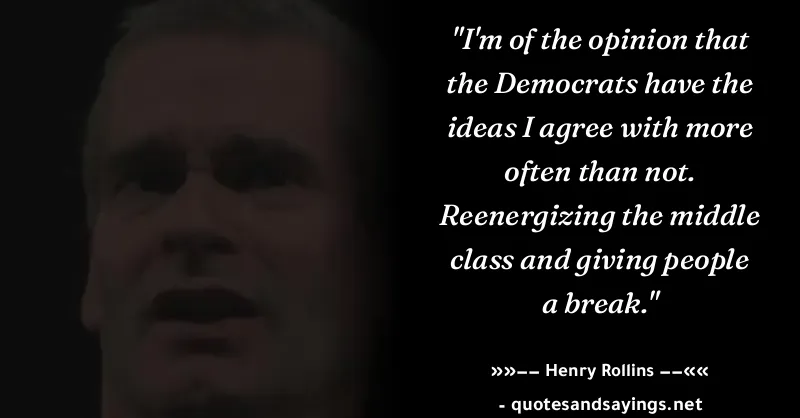 "I'm of the opinion that
the Democrats have the
ideas I agree with more
often than not.
Reenergizing the middle
class and giving people
a break."
»»−− Henry Rollins −−««
- quotesandsayings.net